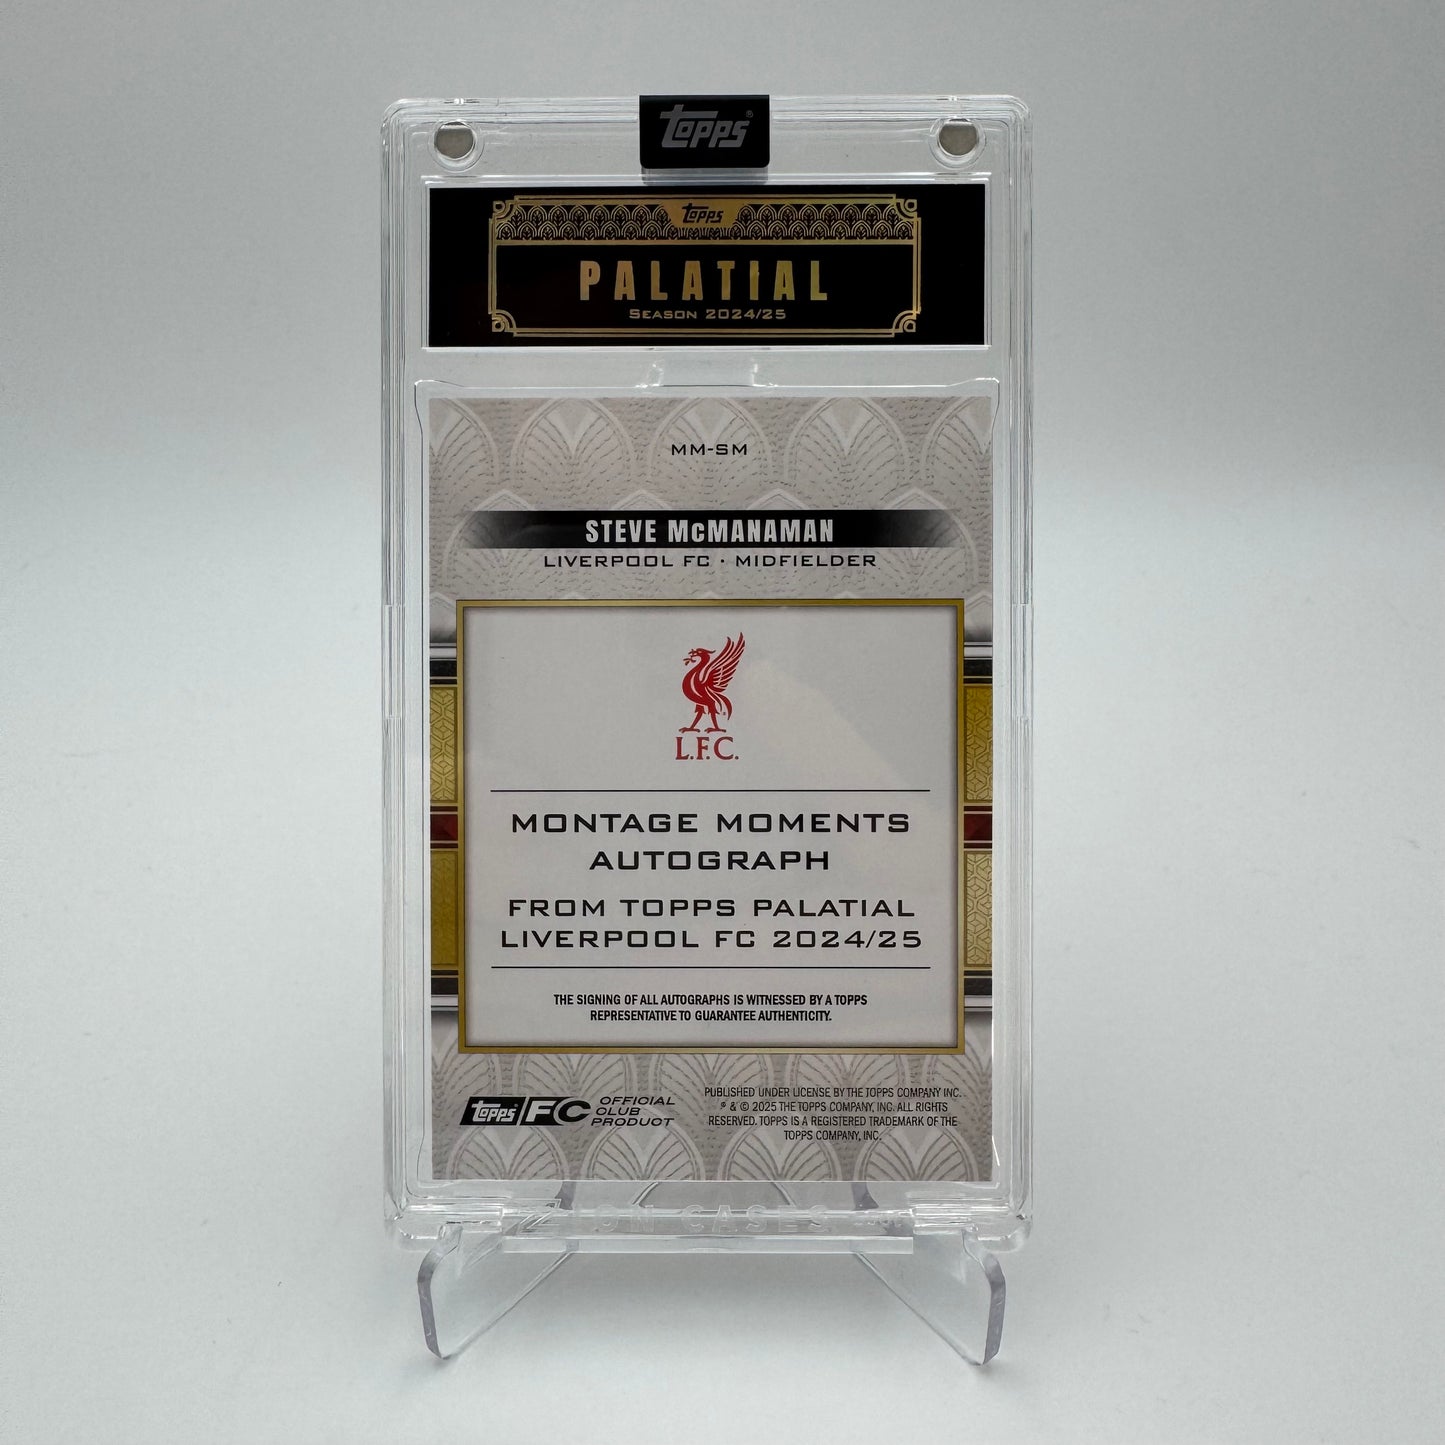 Topps
Topps
PALATIAL
SEASON 2024/25
MM-SM
STEVE McMANAMAN
LIVERPOOL FC · MIDFIELDER
L.F.C.
MONTAGE MOMENTS
AUTOGRAPH
FROM TOPPS PALATIAL
LIVERPOOL FC 2024/25
THE SIGNING OF ALL AUTOGRAPHS IS WITNESSED BY A TOPPS
REPRESENTATIVE TO GUARANTEE AUTHENTICITY.
Topps FC OFFICIAL
CLUB
PRODUCT
PUBLISHED UNDER LICENSE BY THE TOPPS COMPANY INC.
® & © 2025 THE TOPPS COMPANY, INC. ALL RIGHTS
RESERVED. TOPPS IS A REGISTERED TRADEMARK OF THE
TOPPS COMPANY, INC.
ZION CASES